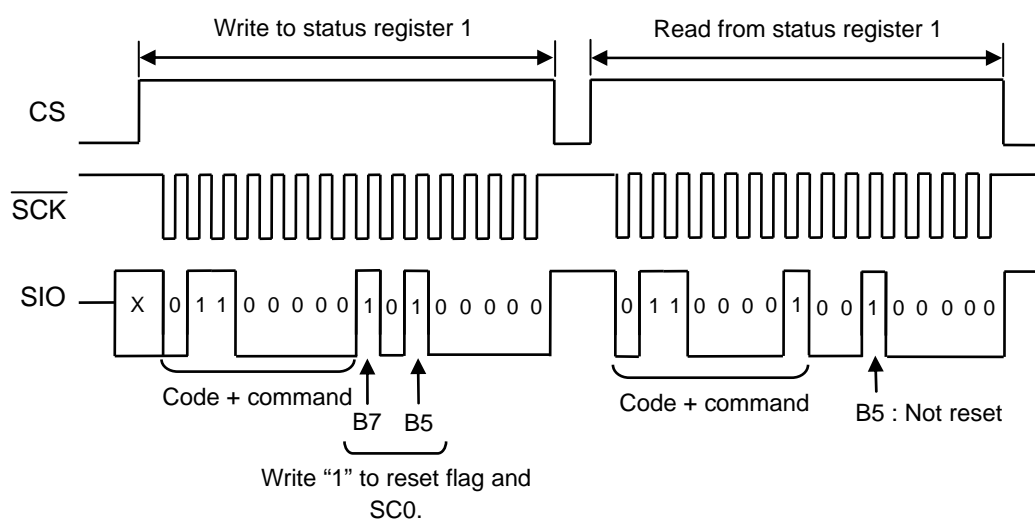 Write to status register 1
Read from status register 1
CS
SCK
SIO
X 0 1 1 0 0 0 0 0 1 0 1 0 0 0 0 0
0 1 1 0 0 0 0 1 0 0 1 0 0 0 0 0
Code + command
B7 B5
Write “1” to reset flag and
SC0.
Code + command
B5 : Not reset